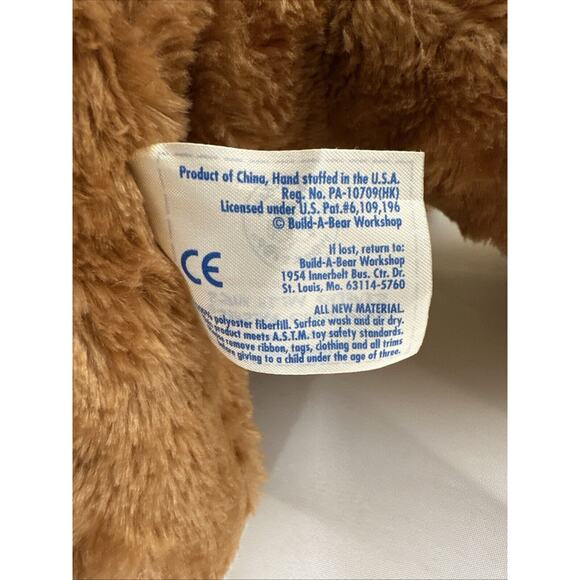 Product of China, Hand stuffed in the U.S.A.
Reg. No. PA-10709(HK)
Licensed under U.S. Pat.#6,109,196
© Build-A-Bear Workshop
If lost, return to:
Build-A-Bear Workshop
1954 Innerbelt Bus. Ctr. Dr.
St. Louis, Mo. 63114-5760
CE
ALL NEW MATERIAL.
polyester fiberfill. Surface wash and air dry.
product meets A.S.T.M. toy safety standards.
remove ribbon, tags, clothing and all trims
before giving to a child under the age of three.